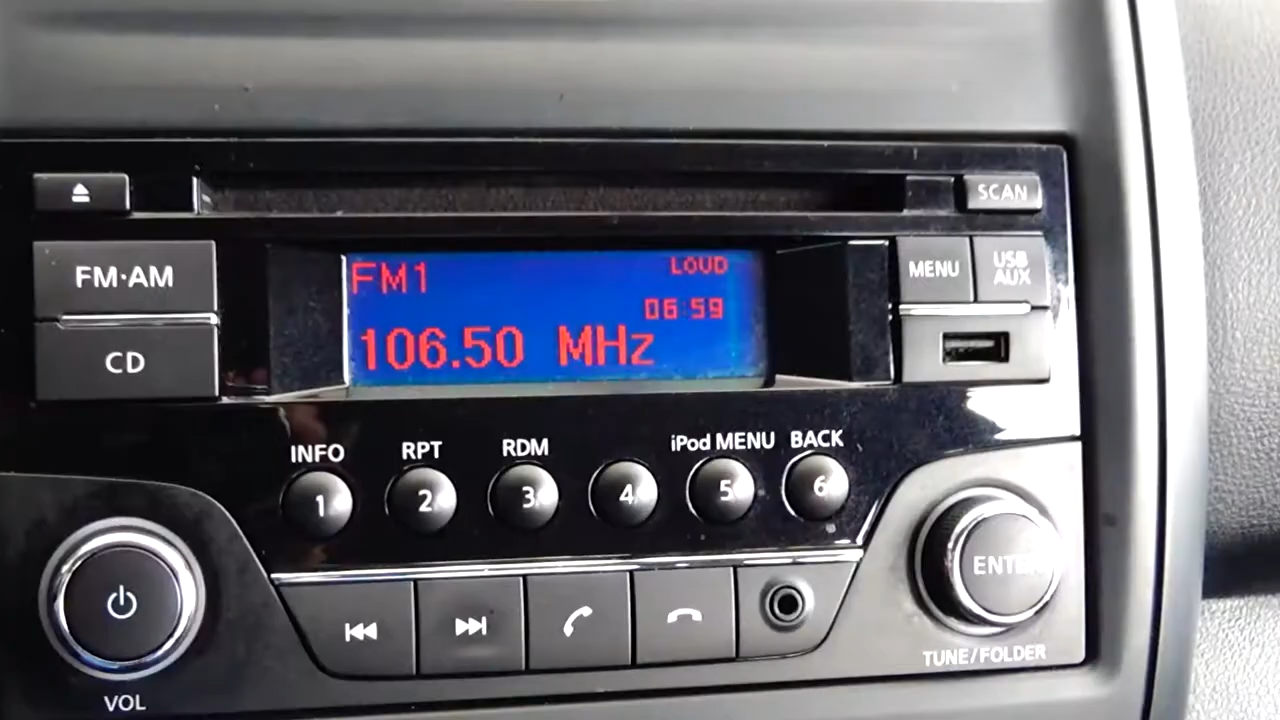 SCAN
FM·AM
CD
FM1
LOUD
06:59
106.50 MHz
MENU
USB
AUX
INFO
RPT
RDM
iPod MENU
BACK
1
2
3
4
5
6
ENTER
VOL
TUNE/FOLDER